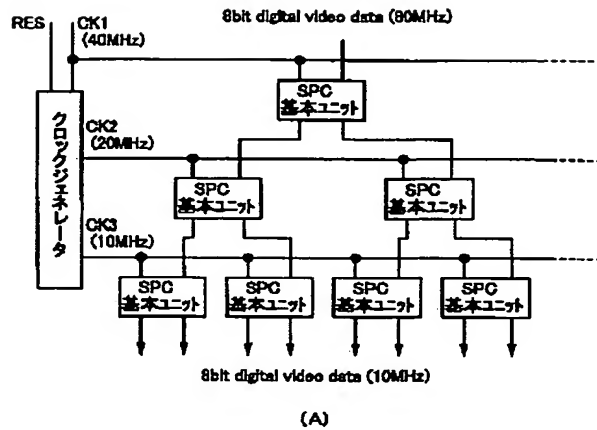 RES
CK1
(40MHz)
8bit digital video data (80MHz)
SPC
基本ユニット
クロックジェネレータ
CK2
(20MHz)
SPC
基本ユニット
SPC
基本ユニット
CK3
(10MHz)
SPC
基本ユニット
SPC
基本ユニット
SPC
基本ユニット
SPC
基本ユニット
8bit digital video data (10MHz)
(A)